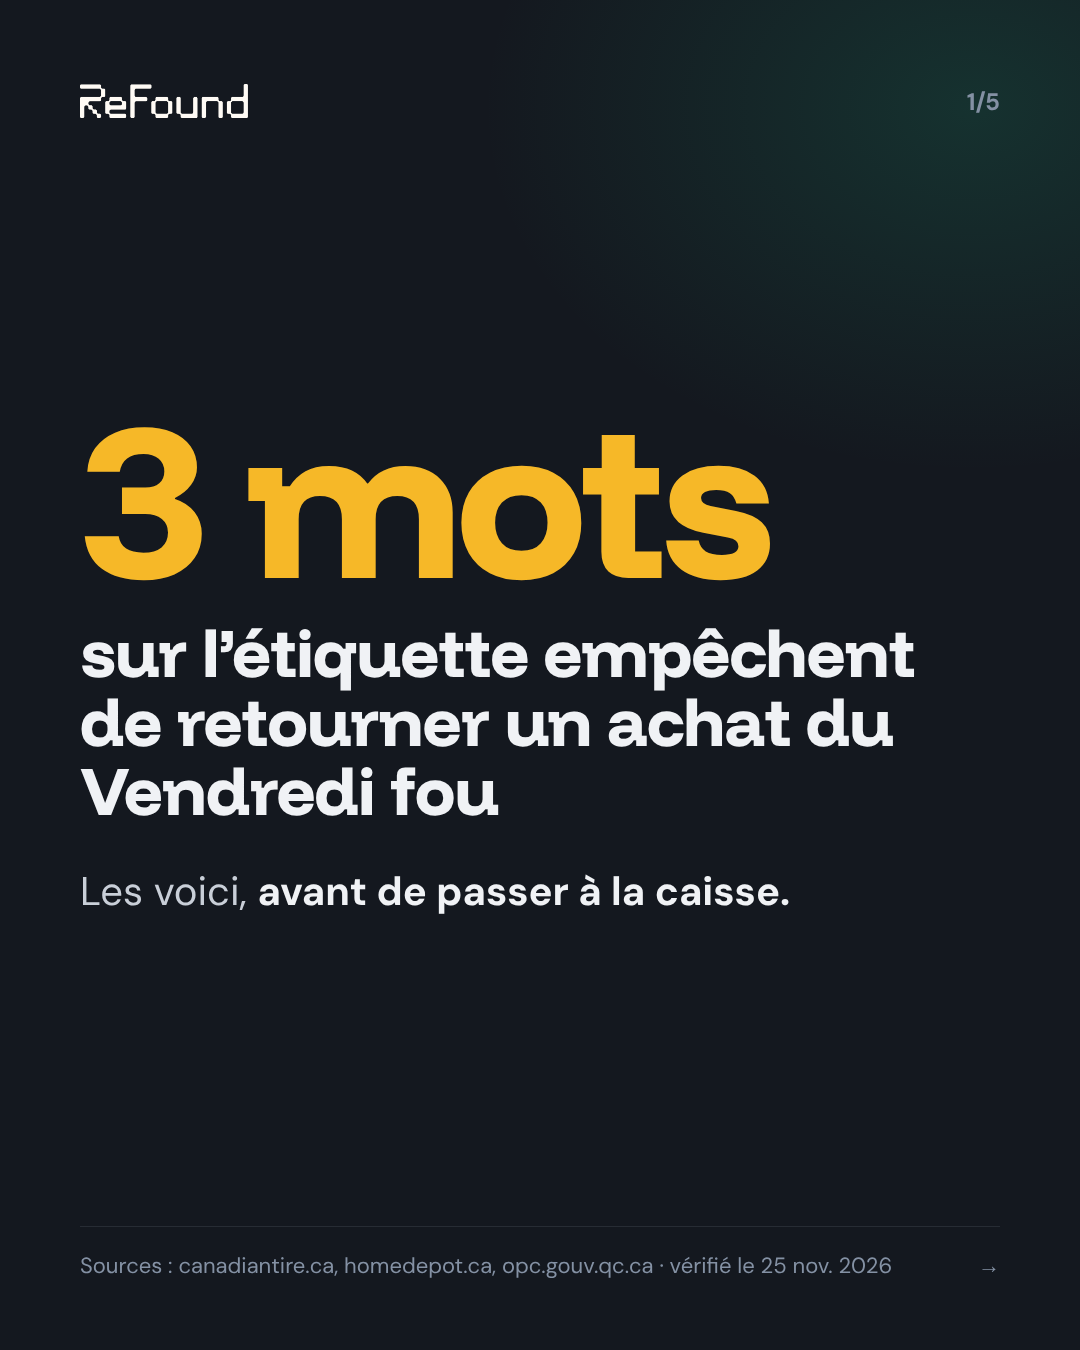 ReFound
1/5
3 mots
sur l’étiquette empêchent
de retourner un achat du
Vendredi fou
Les voici, avant de passer à la caisse.
Sources : canadiantire.ca, homedepot.ca, opc.gouv.qc.ca · vérifié le 25 nov. 2026 →